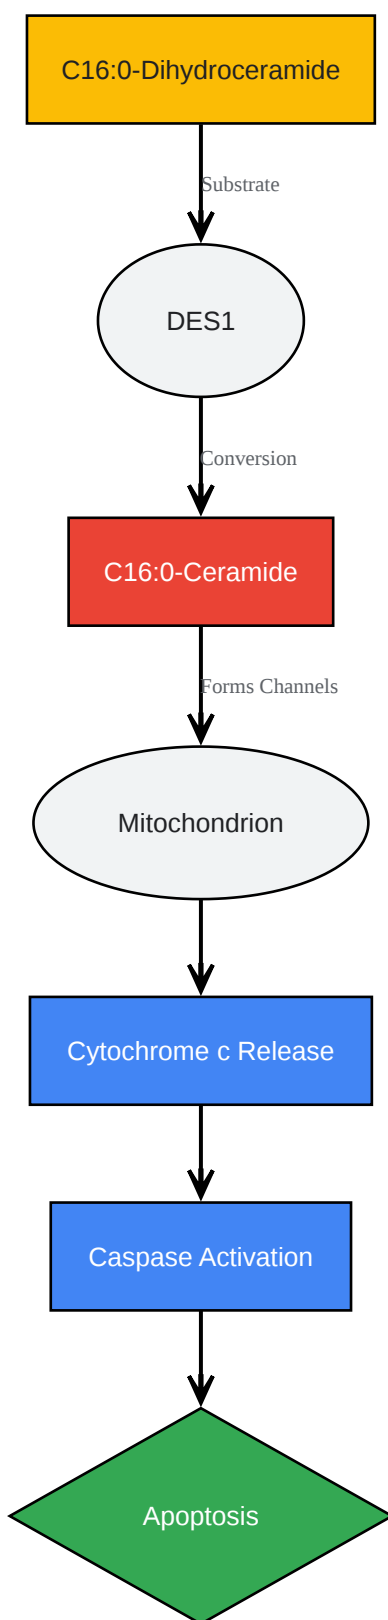 C16:0-Dihydroceramide
Substrate
DES1
Conversion
C16:0-Ceramide
Forms Channels
Mitochondrion
Cytochrome c Release
Caspase Activation
Apoptosis